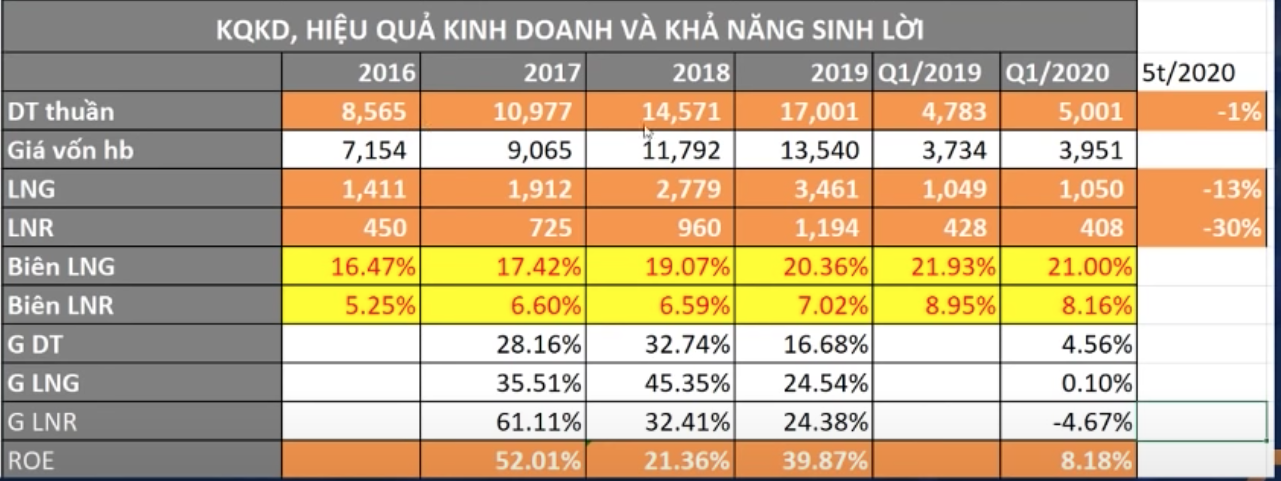 KQKD, HIỆU QUẢ KINH DOANH VÀ KHẢ NĂNG SINH LỜI
2016 2017 2018 2019 Q1/2019 Q1/2020 5t/2020
DT thuần 8,565 10,977 14,571 17,001 4,783 5,001 -1%
Giá vốn hb 7,154 9,065 11,792 13,540 3,734 3,951
LNG 1,411 1,912 2,779 3,461 1,049 1,050 -13%
LNR 450 725 960 1,194 428 408 -30%
Biên LNG 16.47% 17.42% 19.07% 20.36% 21.93% 21.00%
Biên LNR 5.25% 6.60% 6.59% 7.02% 8.95% 8.16%
G DT 28.16% 32.74% 16.68% 4.56%
G LNG 35.51% 45.35% 24.54% 0.10%
G LNR 61.11% 32.41% 24.38% -4.67%
ROE 52.01% 21.36% 39.87% 8.18%